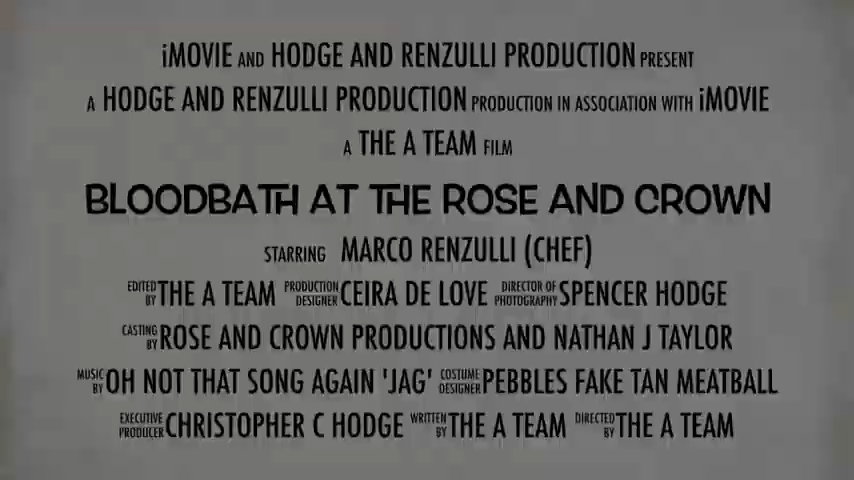 iMOVIE AND HODGE AND RENZULLI PRODUCTION PRESENT
A HODGE AND RENZULLI PRODUCTION PRODUCTION IN ASSOCIATION WITH iMOVIE
A THE A TEAM FILM
BLOODBATH AT THE ROSE AND CROWN
STARRING MARCO RENZULLI (CHEF)
EDITED BY THE A TEAM PRODUCTION DESIGNER CEIRA DE LOVE DIRECTOR OF PHOTOGRAPHY SPENCER HODGE
CASTING BY ROSE AND CROWN PRODUCTIONS AND NATHAN J TAYLOR
MUSIC BY OH NOT THAT SONG AGAIN 'JAG' COSTUME DESIGNER PEBBLES FAKE TAN MEATBALL
EXECUTIVE PRODUCER CHRISTOPHER C HODGE WRITTEN BY THE A TEAM DIRECTED BY THE A TEAM